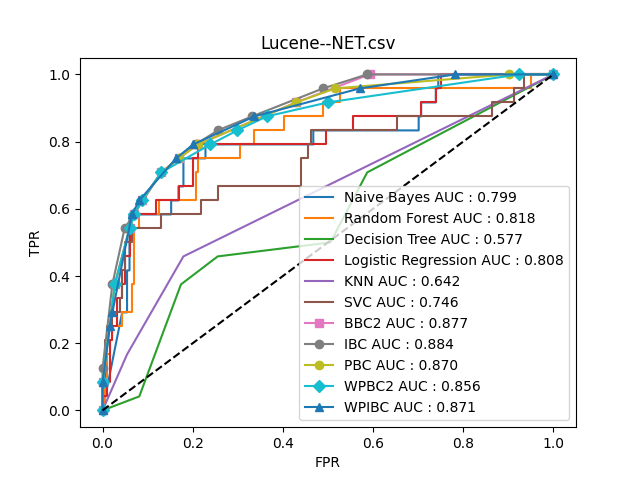 Lucene--NET.csv
1.0
0.8
0.6
0.4
0.2
0.0
TPR
Naive Bayes AUC : 0.799
Random Forest AUC : 0.818
Decision Tree AUC : 0.577
Logistic Regression AUC : 0.808
KNN AUC : 0.642
SVC AUC : 0.746
BBC2 AUC : 0.877
IBC AUC : 0.884
PBC AUC : 0.870
WPBC2 AUC : 0.856
WPIBC AUC : 0.871
0.0 0.2 0.4 0.6 0.8 1.0
FPR